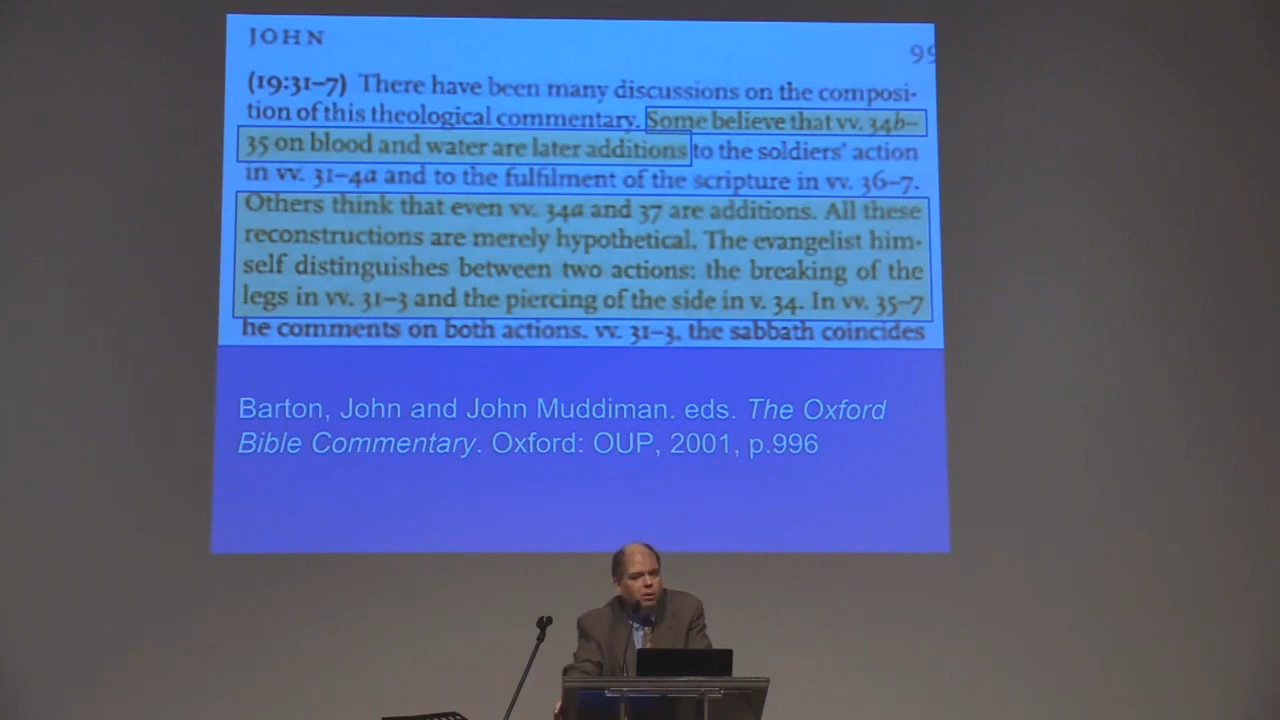 JOHN
(19:31–7) There have been many discussions on the composi-
tion of this theological commentary. Some believe that vv. 34b–
35 on blood and water are later additions to the soldiers' action
in vv. 31–4a and to the fulfilment of the scripture in vv. 36–7.
Others think that even vv. 34a and 37 are additions. All these
reconstructions are merely hypothetical. The evangelist him-
self distinguishes between two actions: the breaking of the
legs in vv. 31–3 and the piercing of the side in v. 34. In vv. 35–7
he comments on both actions. vv. 31–3, the sabbath coincides
Barton, John and John Muddiman. eds. The Oxford
Bible Commentary. Oxford: OUP, 2001, p.996